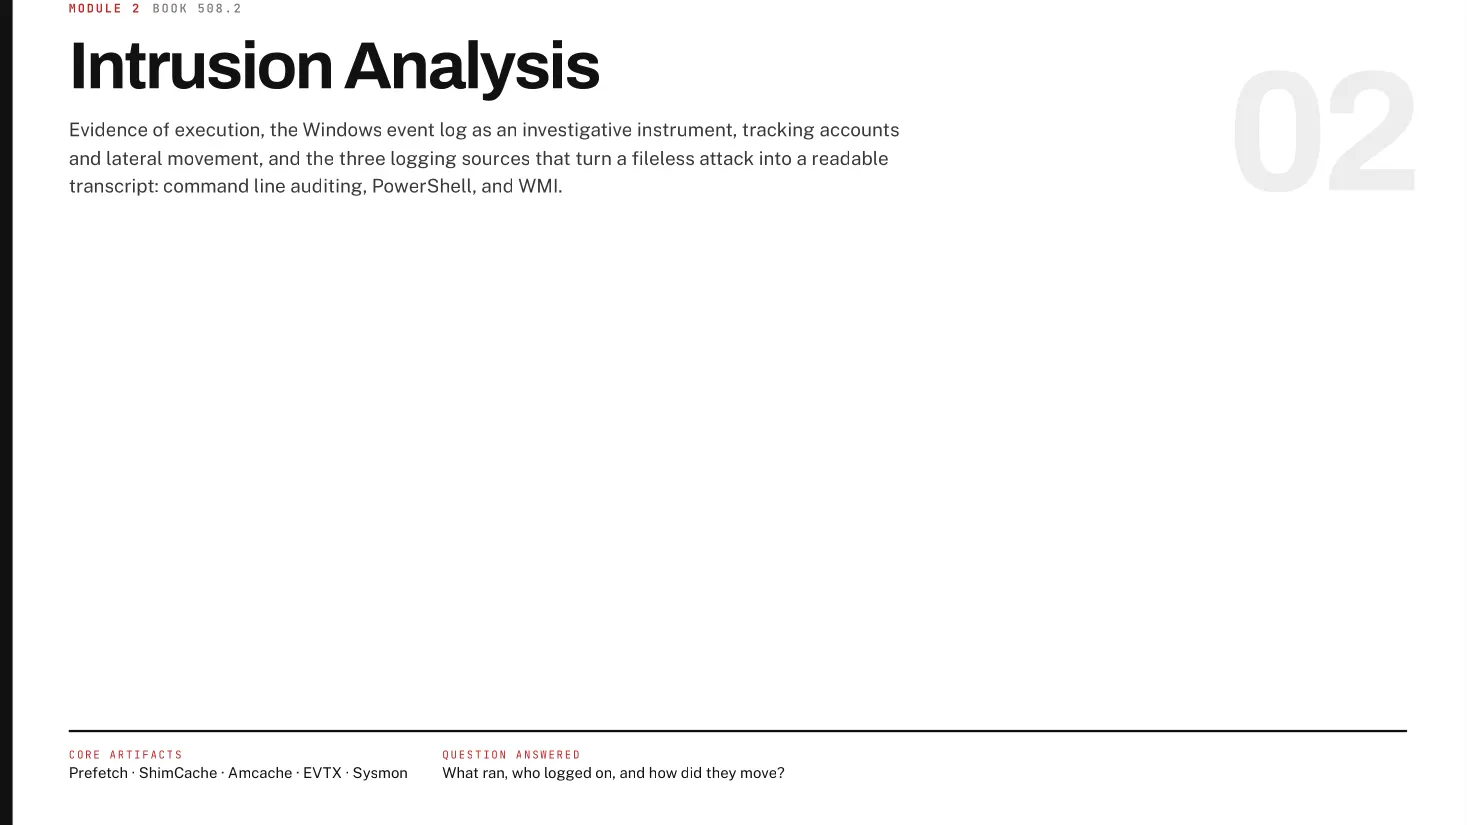 MODULE 2 BOOK 508.2
Intrusion Analysis
02
Evidence of execution, the Windows event log as an investigative instrument, tracking accounts
and lateral movement, and the three logging sources that turn a fileless attack into a readable
transcript: command line auditing, PowerShell, and WMI.
CORE ARTIFACTS
Prefetch · ShimCache · Amcache · EVTX · Sysmon
QUESTION ANSWERED
What ran, who logged on, and how did they move?